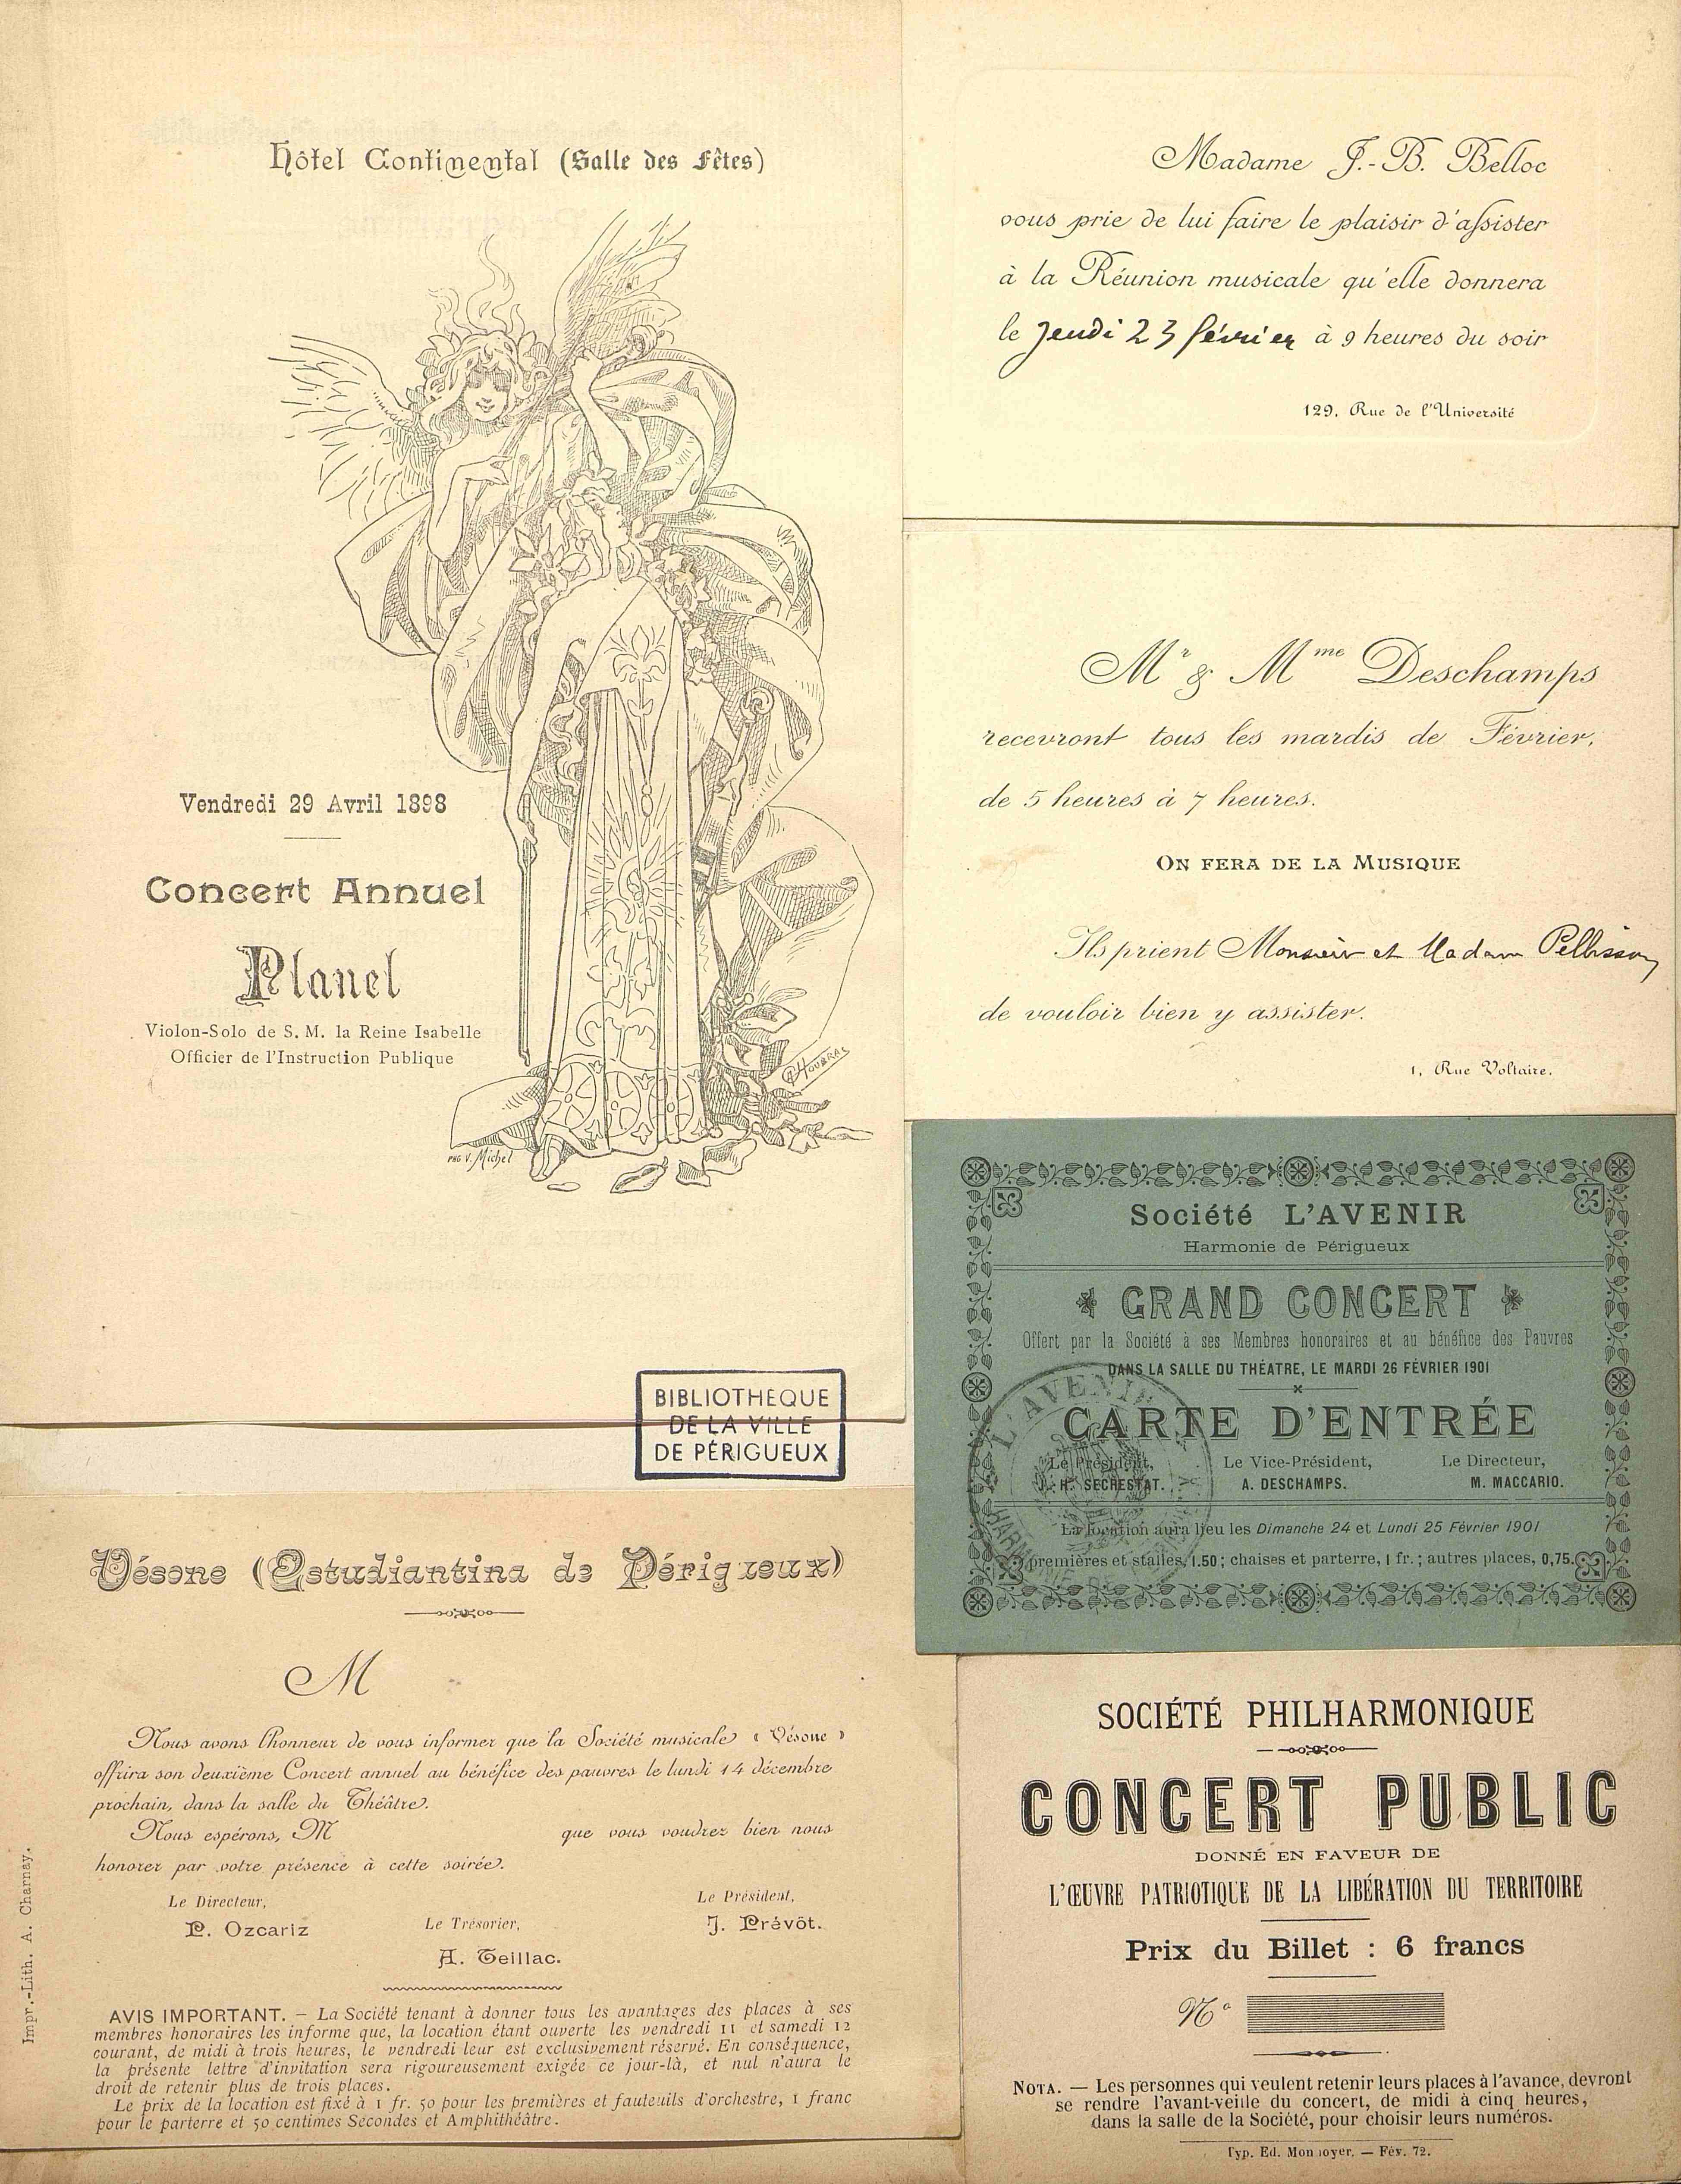 Hôtel Continental (Salle des Fêtes)
Vendredi 29 Avril 1898
Concert Annuel
Planel
Violon-Solo de S. M. la Reine Isabelle
Officier de l'Instruction Publique
PHG V. Michel
BIBLIOTHÈQUE
DE LA VILLE
DE PÉRIGUEUX
Madame J.-B. Belloc
vous prie de lui faire le plaisir d'assister
à la Réunion musicale qu'elle donnera
le jeudi 23 février à 9 heures du soir
129, Rue de l'Université
Mr & Mme Deschamps
recevront tous les mardis de Février,
de 5 heures à 7 heures.
ON FERA DE LA MUSIQUE
Ils prient Monsieur et Madame Pellisson
de vouloir bien y assister.
1, Rue Voltaire.
Société L'AVENIR
Harmonie de Périgueux
GRAND CONCERT
Offert par la Société à ses Membres honoraires et au bénéfice des Pauvres
DANS LA SALLE DU THÉATRE, LE MARDI 26 FÉVRIER 1901
CARTE D'ENTRÉE
Le Président, Le Vice-Président, Le Directeur,
J.-H. SECRESTAT. A. DESCHAMPS. M. MACCARIO.
La location aura lieu les Dimanche 24 et Lundi 25 Février 1901
premières et stalles, 1.50; chaises et parterre, 1 fr.; autres places, 0,75.
L'AVENIR
Vésone (Estudiantina de Périgueux)
M
Nous avons l'honneur de vous informer que la Société musicale « Vésone »
offrira son deuxième Concert annuel au bénéfice des pauvres le lundi 14 décembre
prochain, dans la salle du Théâtre.
Nous espérons, M que vous voudrez bien nous
honorer par votre présence à cette soirée.
Le Directeur, Le Trésorier, Le Président,
P. Ozcariz A. Teillac. J. Prévôt.
AVIS IMPORTANT. — La Société tenant à donner tous les avantages des places à ses
membres honoraires les informe que, la location étant ouverte les vendredi 11 et samedi 12
courant, de midi à trois heures, le vendredi leur est exclusivement réservé. En conséquence,
la présente lettre d'invitation sera rigoureusement exigée ce jour-là, et nul n'aura le
droit de retenir plus de trois places.
Le prix de la location est fixé à 1 fr. 50 pour les premières et fauteuils d'orchestre, 1 franc
pour le parterre et 50 centimes Secondes et Amphithéâtre.
Impr.-Lith. A. Charnay.
SOCIÉTÉ PHILHARMONIQUE
CONCERT PUBLIC
DONNÉ EN FAVEUR DE
L'ŒUVRE PATRIOTIQUE DE LA LIBÉRATION DU TERRITOIRE
Prix du Billet : 6 francs
No
NOTA. — Les personnes qui veulent retenir leurs places à l'avance, devront
se rendre l'avant-veille du concert, de midi à cinq heures,
dans la salle de la Société, pour choisir leurs numéros.
Typ. Ed. Monnoyer. — Fév. 72.